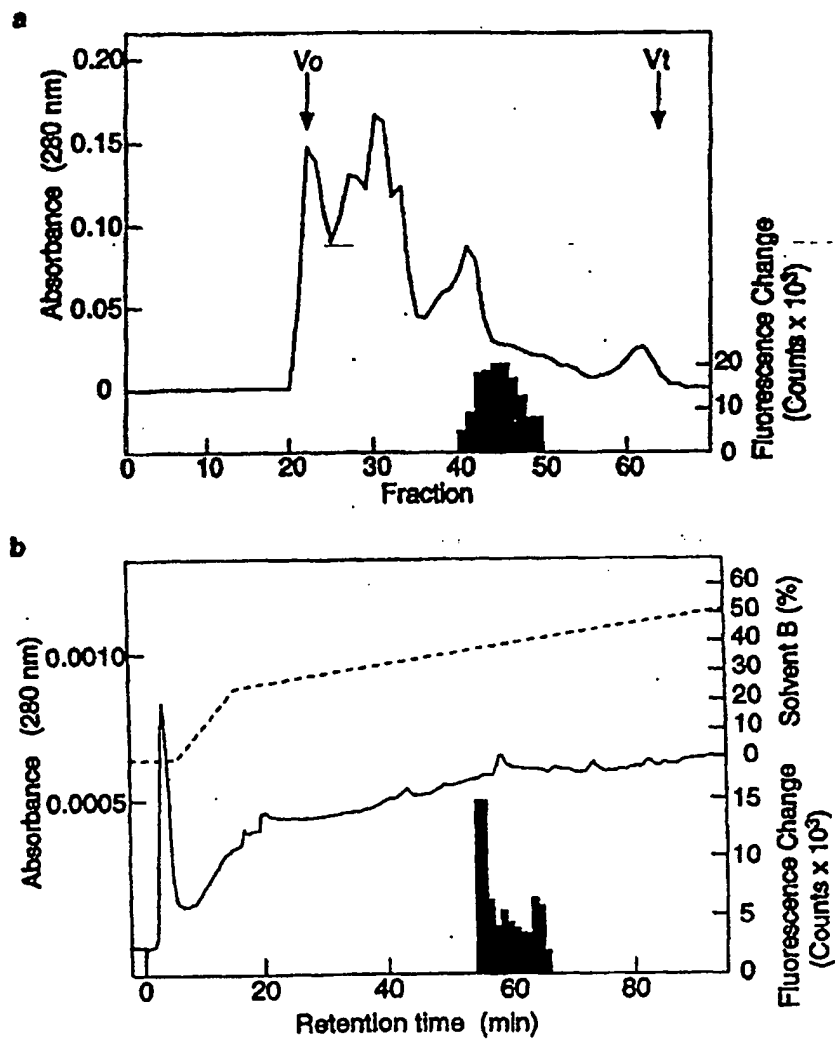 a
Vo
Vt
0.20
0.15
0.10
0.05
0
Absorbance (280 nm)
20
10
0
Fluorescence Change
(Counts x 10³)
0 10 20 30 40 50 60
Fraction
b
0.0010
0.0005
Absorbance (280 nm)
60
50
40
30
20
10
0
Solvent B (%)
15
10
5
0
Fluorescence Change
(Counts x 10³)
0 20 40 60 80
Retention time (min)